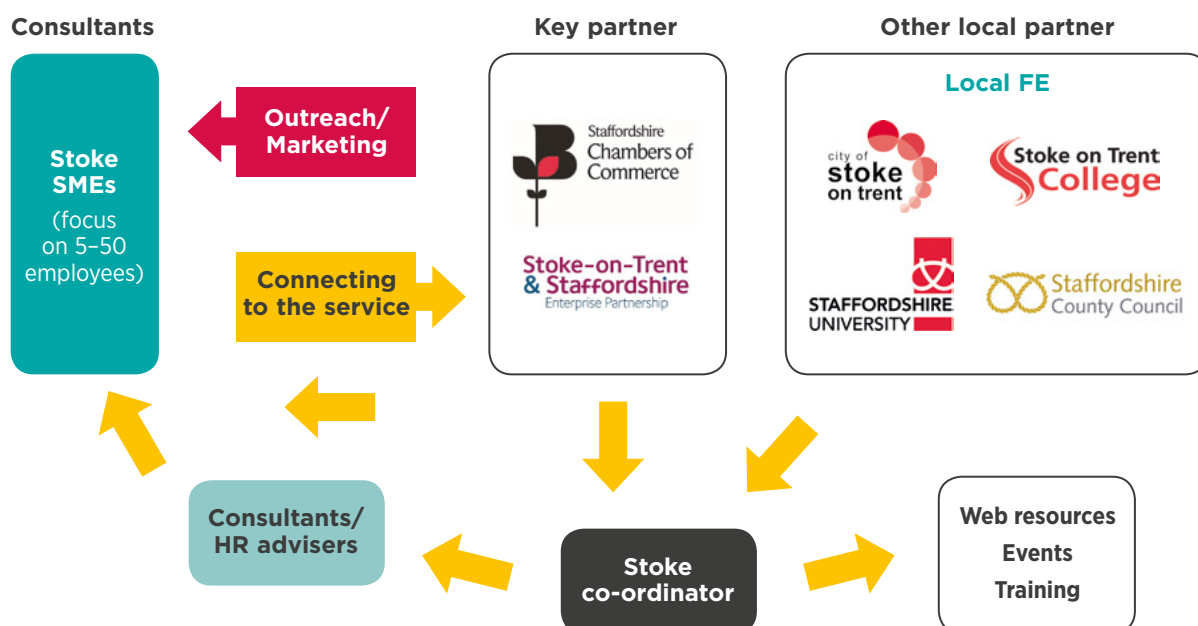 Consultants
Key partner
Other local partner
Stoke
SMEs
(focus
on 5–50
employees)
Outreach/
Marketing
Connecting
to the service
Staffordshire
Chambers of
Commerce
Stoke-on-Trent
& Staffordshire
Enterprise Partnership
Local FE
city of
stoke
on trent
Stoke on Trent
College
STAFFORDSHIRE
UNIVERSITY
Staffordshire
County Council
Consultants/
HR advisers
Stoke
co-ordinator
Web resources
Events
Training